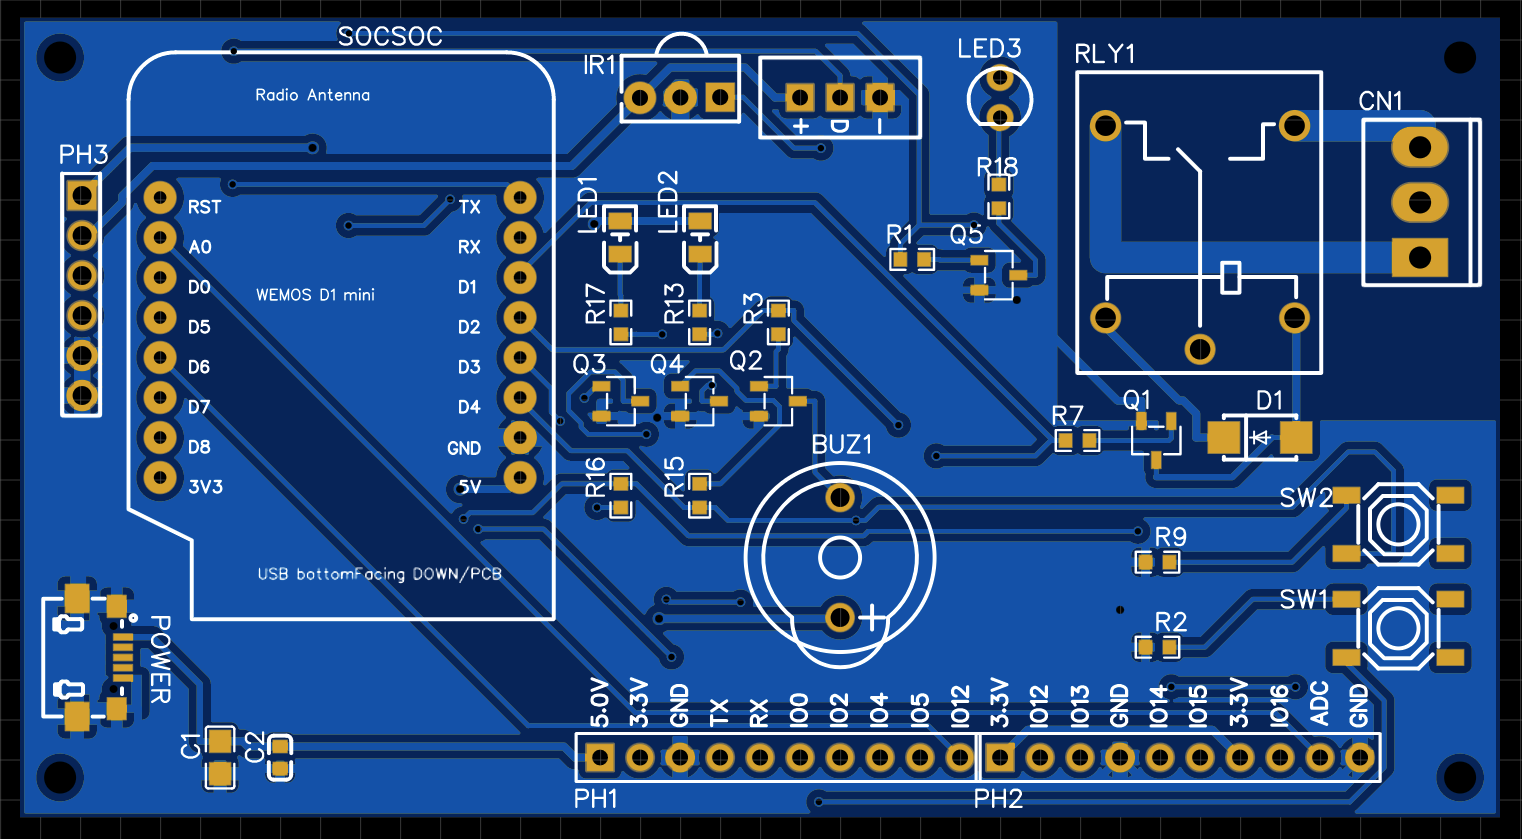 SOCSOC
IR1
LED3
RLY1
CN1
Radio Antenna
+ D -
PH3
R18
LED1
LED2
RST
TX
A0
RX
R1
Q5
D0
D1
WEMOS D1 mini
R17
R13
R3
D5
D2
D6
D3
Q3
Q4
Q2
D7
D4
R7
Q1
D1
D8
GND
BUZ1
3V3
5V
R16
R15
SW2
R9
USB bottomFacing DOWN/PCB
SW1
+
R2
POWER
5.0V
3.3V
GND
TX
RX
IO0
IO2
IO4
IO5
IO12
3.3V
IO12
IO13
GND
IO14
IO15
3.3V
IO16
ADC
GND
C1
C2
PH1
PH2